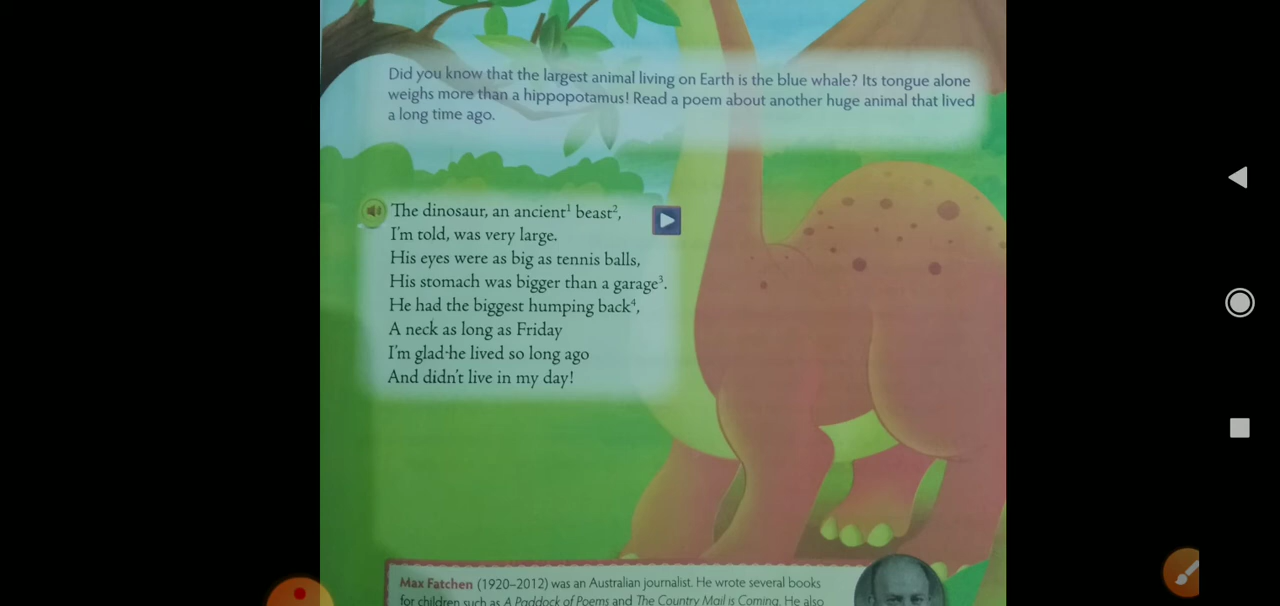 Did you know that the largest animal living on Earth is the blue whale? Its tongue alone
weighs more than a hippopotamus! Read a poem about another huge animal that lived
a long time ago.
The dinosaur, an ancient¹ beast²,
I'm told, was very large.
His eyes were as big as tennis balls,
His stomach was bigger than a garage³.
He had the biggest humping back⁴,
A neck as long as Friday
I'm glad he lived so long ago
And didn't live in my day!
Max Fatchen (1920–2012) was an Australian journalist. He wrote several books
for children such as A Paddock of Poems and The Country Mail is Coming. He also